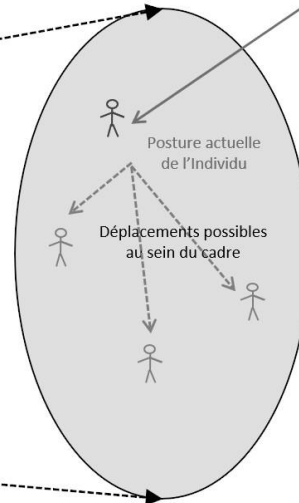 Posture actuelle
de l'Individu
Déplacements possibles
au sein du cadre